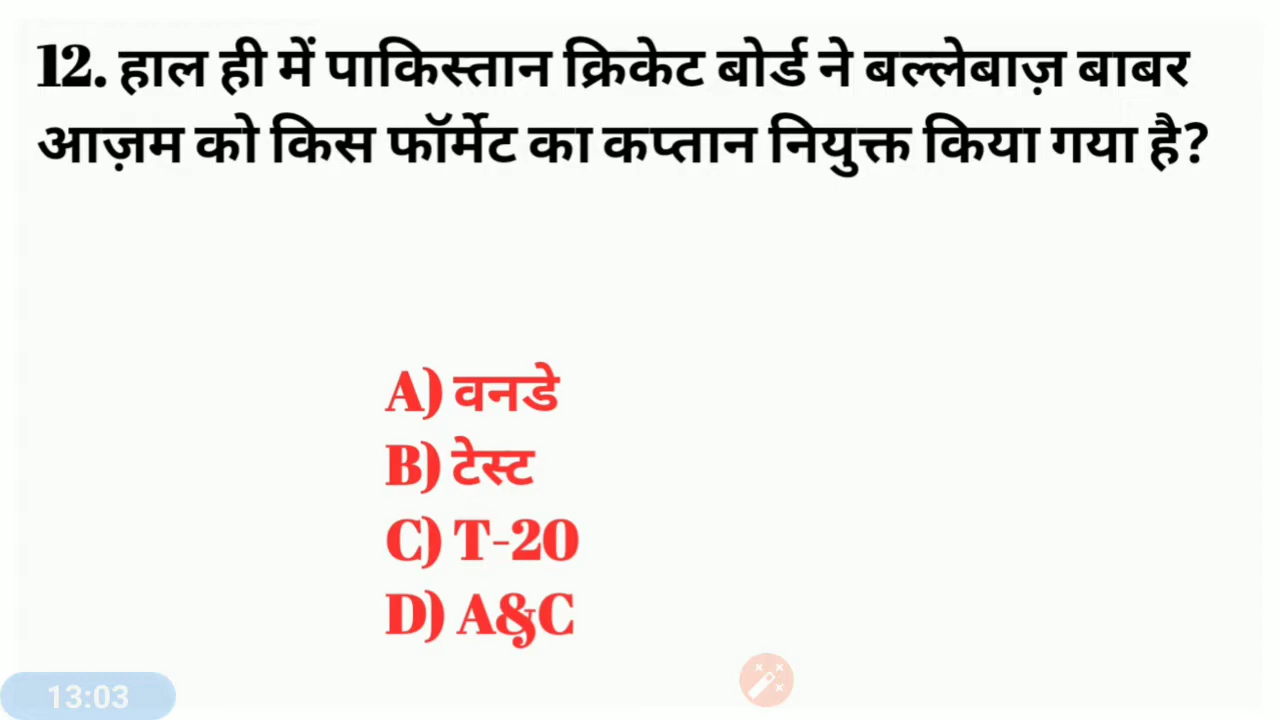 12. हाल ही में पाकिस्तान क्रिकेट बोर्ड ने बल्लेबाज़ बाबर
आज़म को किस फॉर्मेट का कप्तान नियुक्त किया गया है?
A) वनडे
B) टेस्ट
C) T-20
D) A&C
13:03